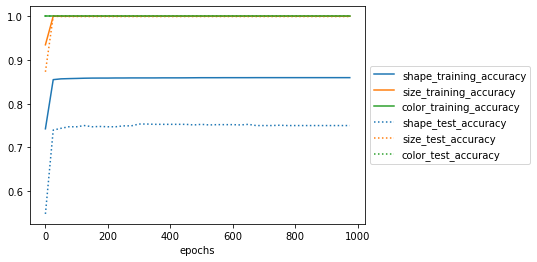 1.0
0.9
0.8
0.7
0.6
0 200 400 600 800 1000
epochs
shape_training_accuracy
size_training_accuracy
color_training_accuracy
shape_test_accuracy
size_test_accuracy
color_test_accuracy